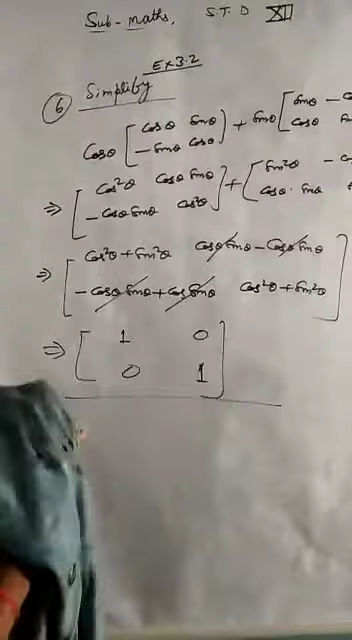 Sub-maths, S.T.D XII
Ex 3.2
6 Simplify
Cosθ [ Cosθ Sinθ ] + Sinθ [ Sinθ -
-Sinθ Cosθ Cosθ
⇒ [ Cos²θ Cosθ Sinθ ] + [ Sin²θ -
-Cosθ Sinθ Cos²θ Cosθ. Sinθ
⇒ [ Cos²θ + Sin²θ Cosθ Sinθ - Cosθ Sinθ ]
-Cosθ Sinθ + Cosθ Sinθ Cos²θ + Sin²θ
⇒ [ 1 0 ]
0 1